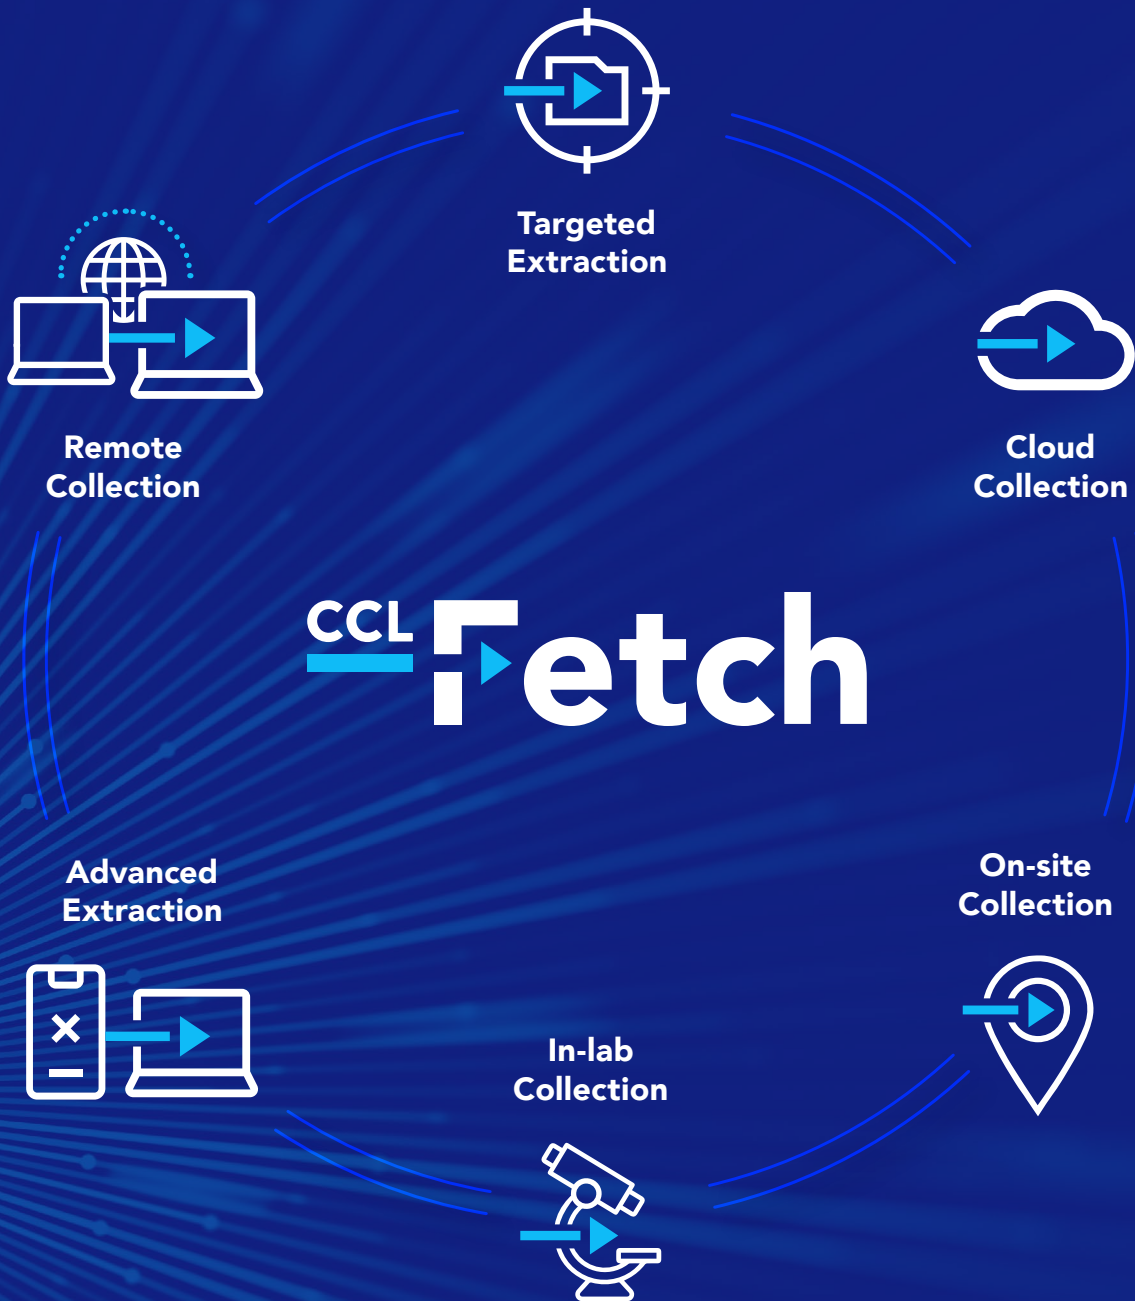 Targeted
Extraction
Remote
Collection
Cloud
Collection
CCL
Fetch
Advanced
Extraction
On-site
Collection
In-lab
Collection